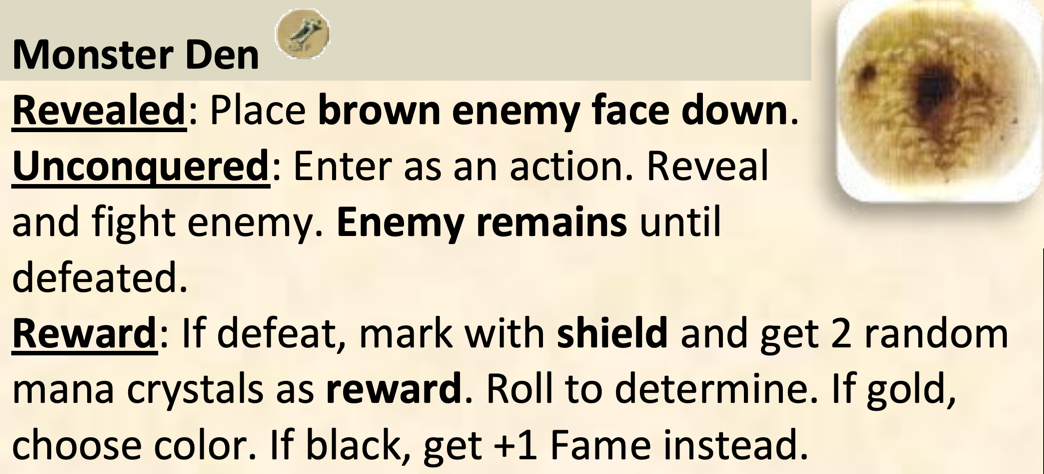 Monster Den
Revealed: Place brown enemy face down.
Unconquered: Enter as an action. Reveal
and fight enemy. Enemy remains until
defeated.
Reward: If defeat, mark with shield and get 2 random
mana crystals as reward. Roll to determine. If gold,
choose color. If black, get +1 Fame instead.